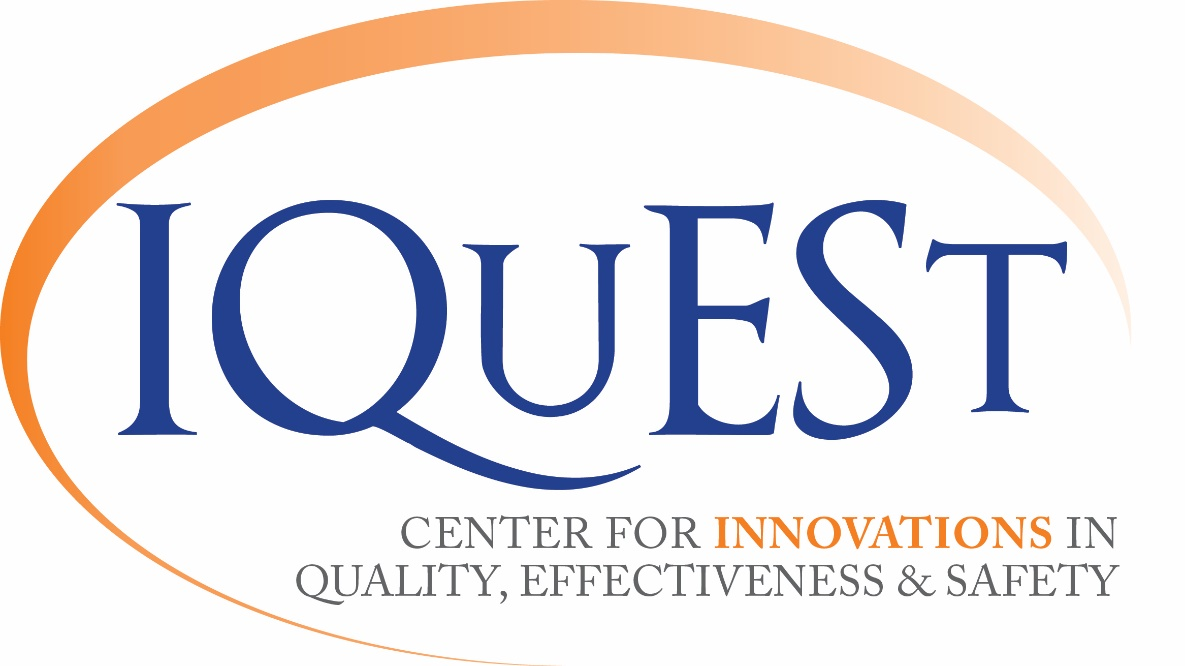 IQUEST
CENTER FOR INNOVATIONS IN
QUALITY, EFFECTIVENESS & SAFETY